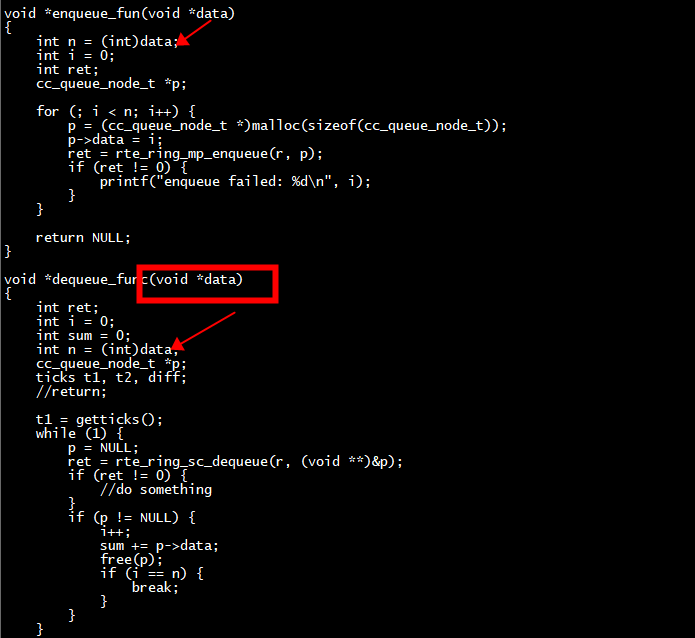 void *enqueue_fun(void *data)
{
    int n = (int)data;
    int i = 0;
    int ret;
    cc_queue_node_t *p;

    for (; i < n; i++) {
        p = (cc_queue_node_t *)malloc(sizeof(cc_queue_node_t));
        p->data = i;
        ret = rte_ring_mp_enqueue(r, p);
        if (ret != 0) {
            printf("enqueue failed: %d\n", i);
        }
    }

    return NULL;
}

void *dequeue_func(void *data)
{
    int ret;
    int i = 0;
    int sum = 0;
    int n = (int)data;
    cc_queue_node_t *p;
    ticks t1, t2, diff;
    //return;

    t1 = getticks();
    while (1) {
        p = NULL;
        ret = rte_ring_sc_dequeue(r, (void **)&p);
        if (ret != 0) {
            //do something
        }
        if (p != NULL) {
            i++;
            sum += p->data;
            free(p);
            if (i == n) {
                break;
            }
        }
    }